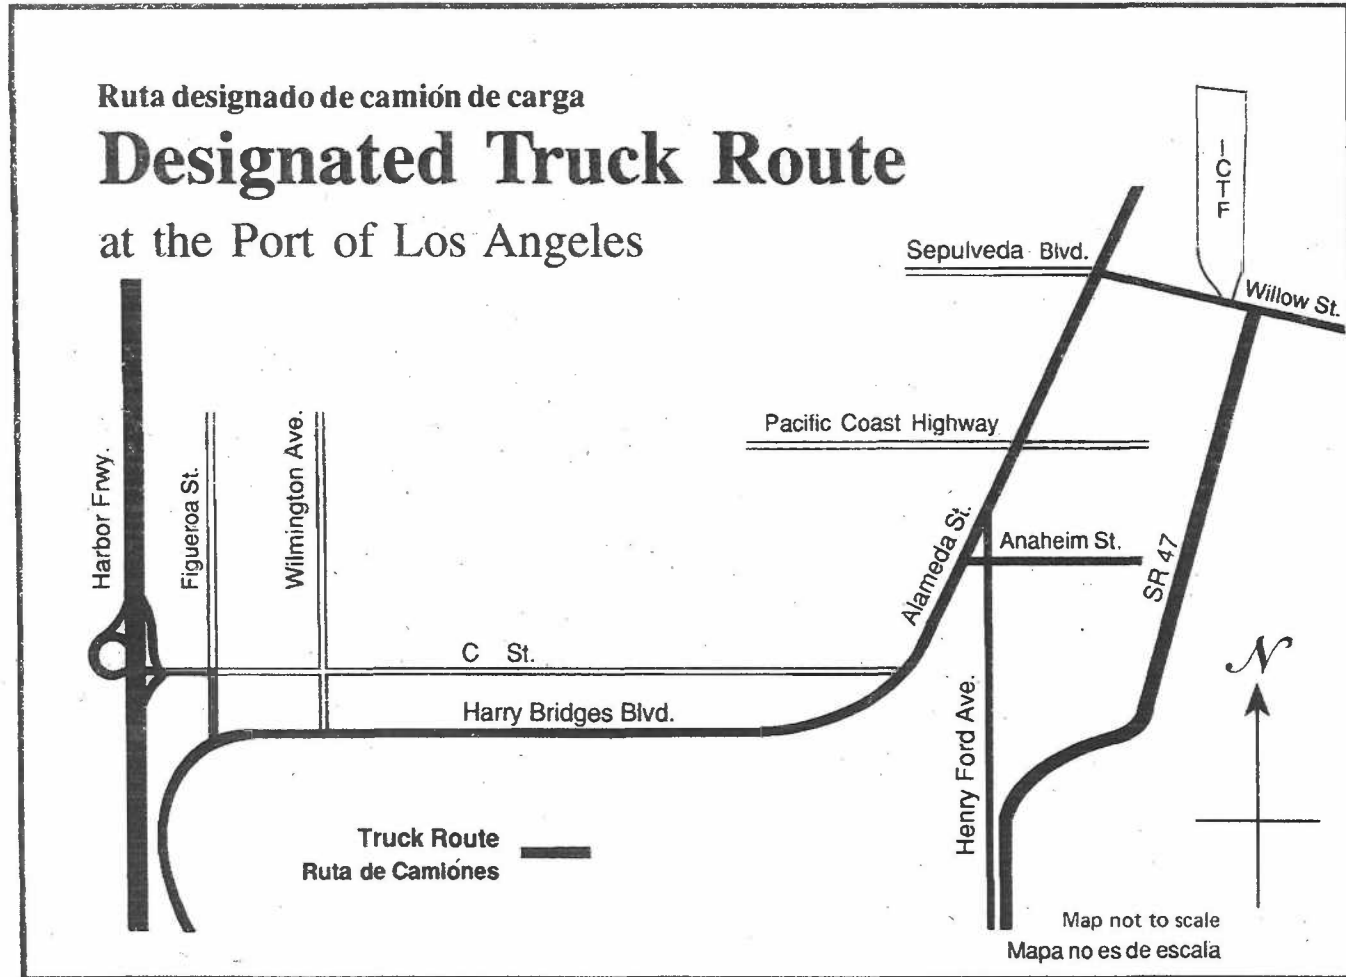 Ruta designado de camión de carga
Designated Truck Route
at the Port of Los Angeles
I
C
T
F
Sepulveda Blvd.
Willow St.
Pacific Coast Highway
Harbor Frwy.
Figueroa St.
Wilmington Ave.
Alameda St.
Anaheim St.
SR 47
C St.
N
Harry Bridges Blvd.
Henry Ford Ave.
Truck Route
Ruta de Camiónes
Map not to scale
Mapa no es de escala